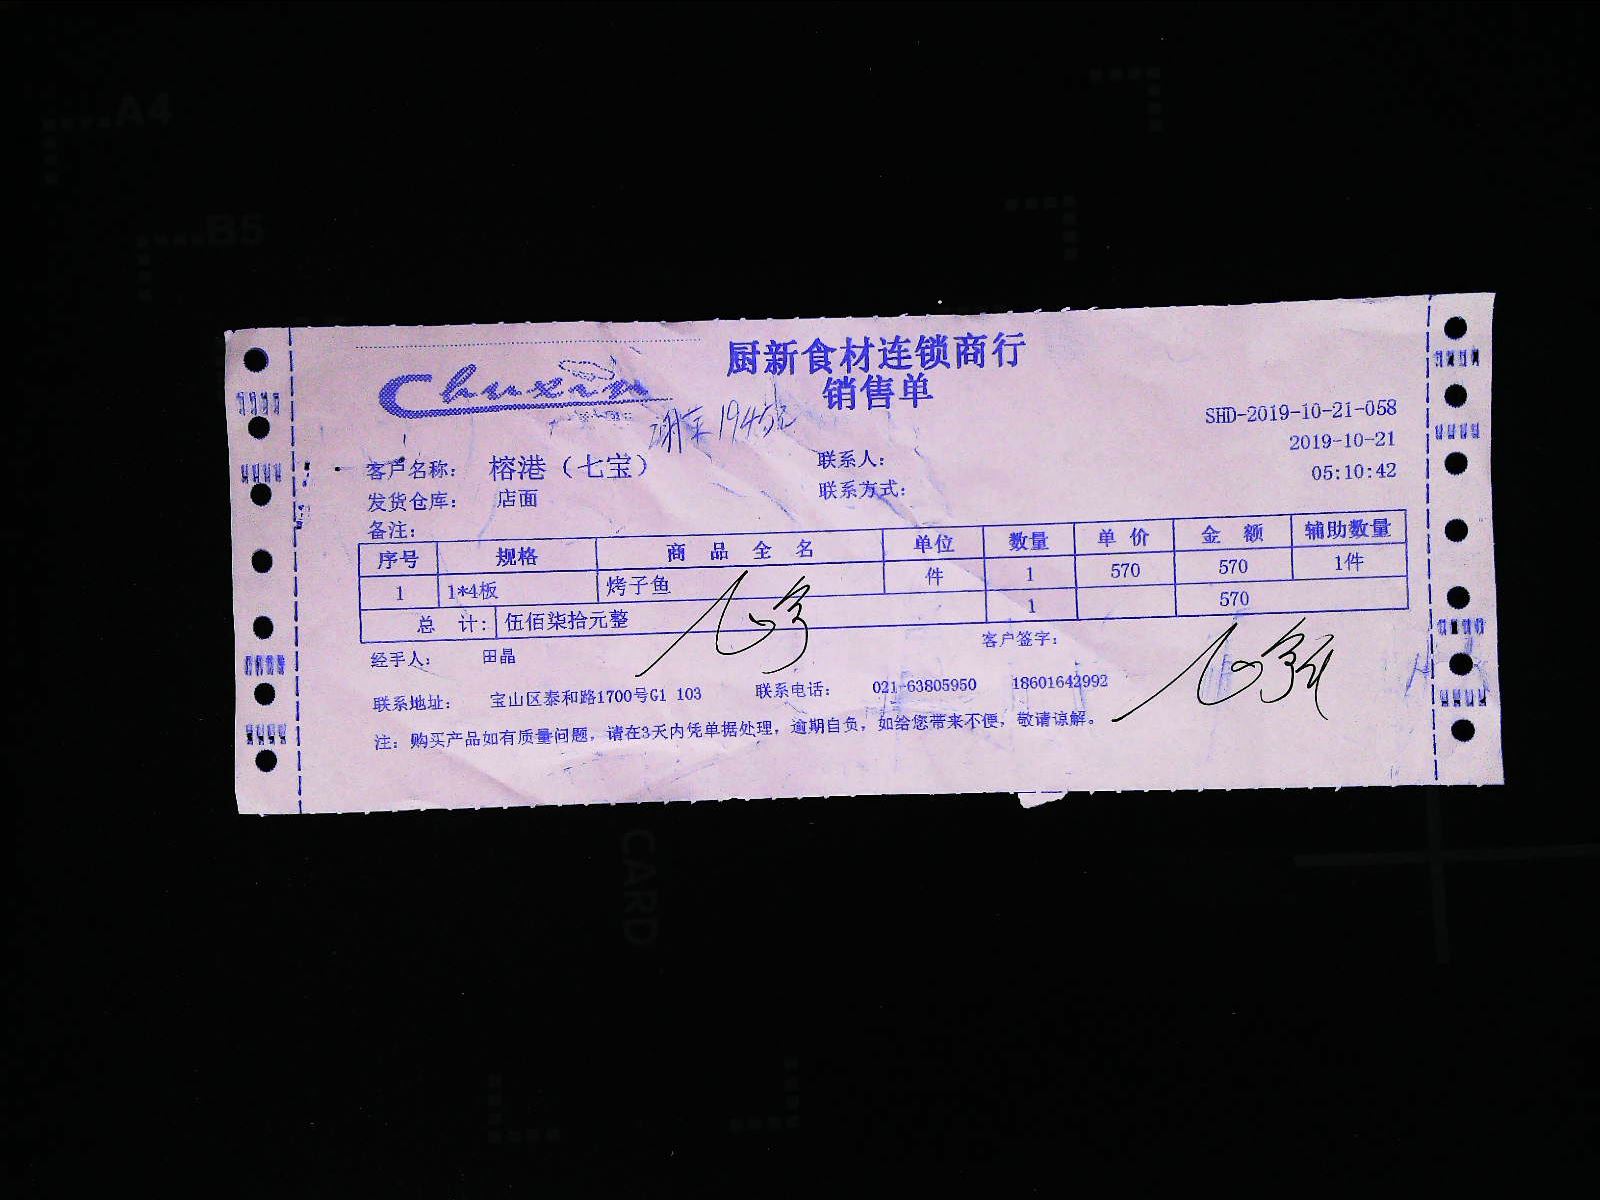 A4
B5
厨新食材连锁商行
销售单
Chuxin
SHD-2019-10-21-058
2019-10-21
05:10:42
客户名称： 榕港（七宝） 联系人：
发货仓库： 店面 联系方式：
备注：
序号 规格 商 品 全 名 单位 数量 单 价 金 额 辅助数量
1 1*4板 烤子鱼 件 1 570 570 1件
总 计： 伍佰柒拾元整 1 570
经手人： 田晶 客户签字：
联系地址： 宝山区泰和路1700号G1 103 联系电话： 021-63805950 18601642992
注：购买产品如有质量问题，请在3天内凭单据处理，逾期自负，如给您带来不便，敬请谅解。
CARD